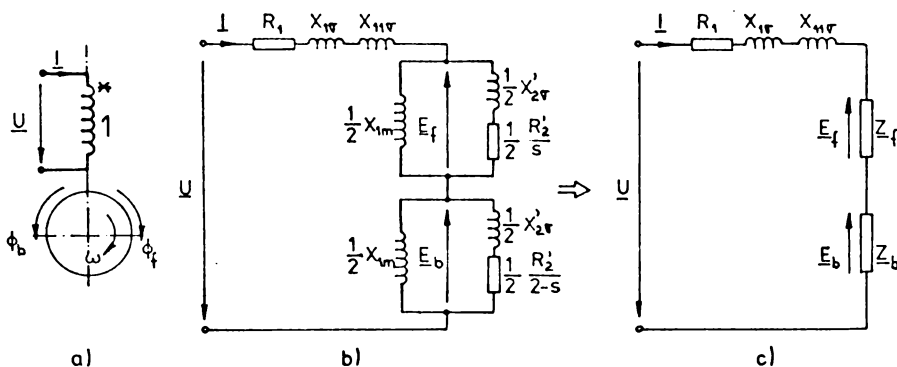 I
*
U
1
ϕb
ω
ϕf
a)
I
R1
X1σ
X11σ
U
1/2 X1m
Ef
1/2 X'2σ
1/2 R'2/s
1/2 X1m
Eb
1/2 X'2σ
1/2 R'2/2-s
b)
⇒
I
R1
X1σ
X11σ
U
Ef
Zf
Eb
Zb
c)